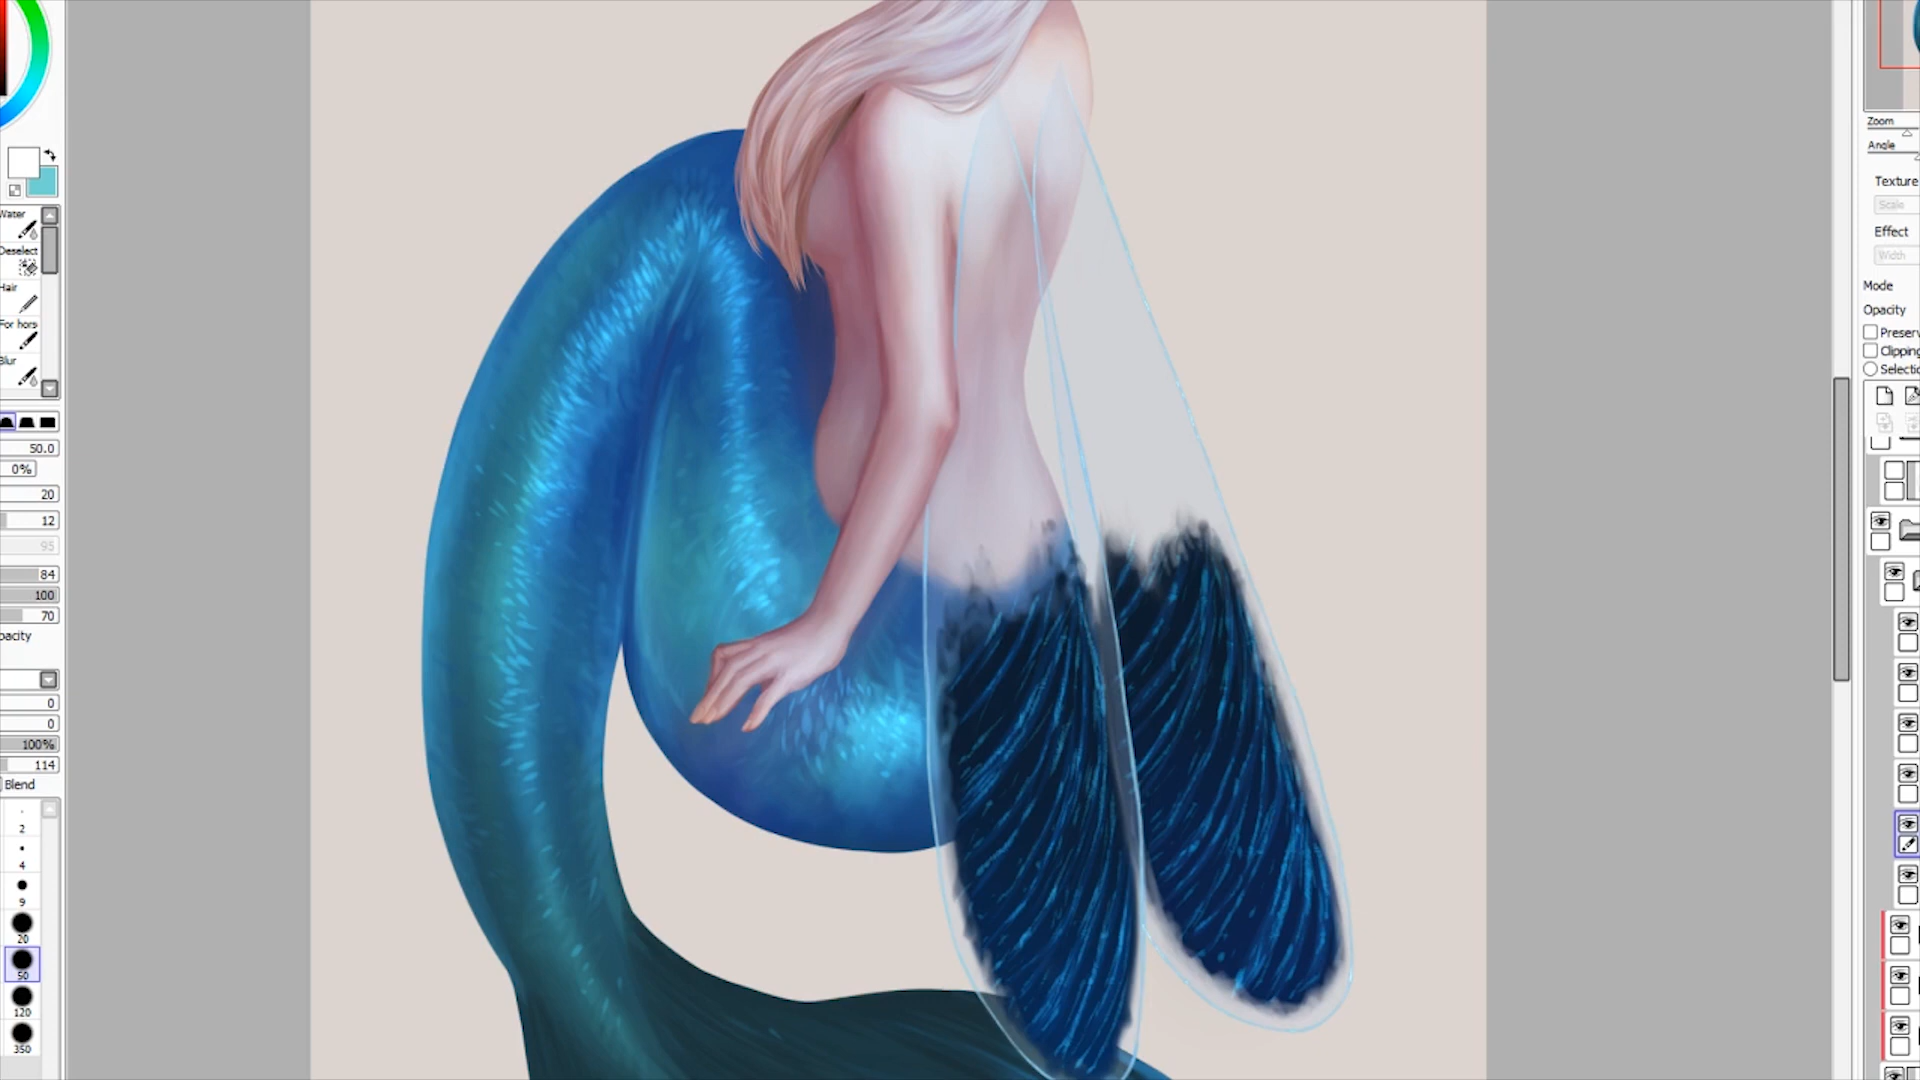 Water
Deselect
Hair
For hors
Blur
50.0
0%
20
12
95
84
100
70
pacity
0
0
100%
114
Blend
2
4
9
20
50
120
350
Zoom
Angle
Texture
Scale
Effect
Width
Mode
Opacity
Preserv
Clipping
Selectio